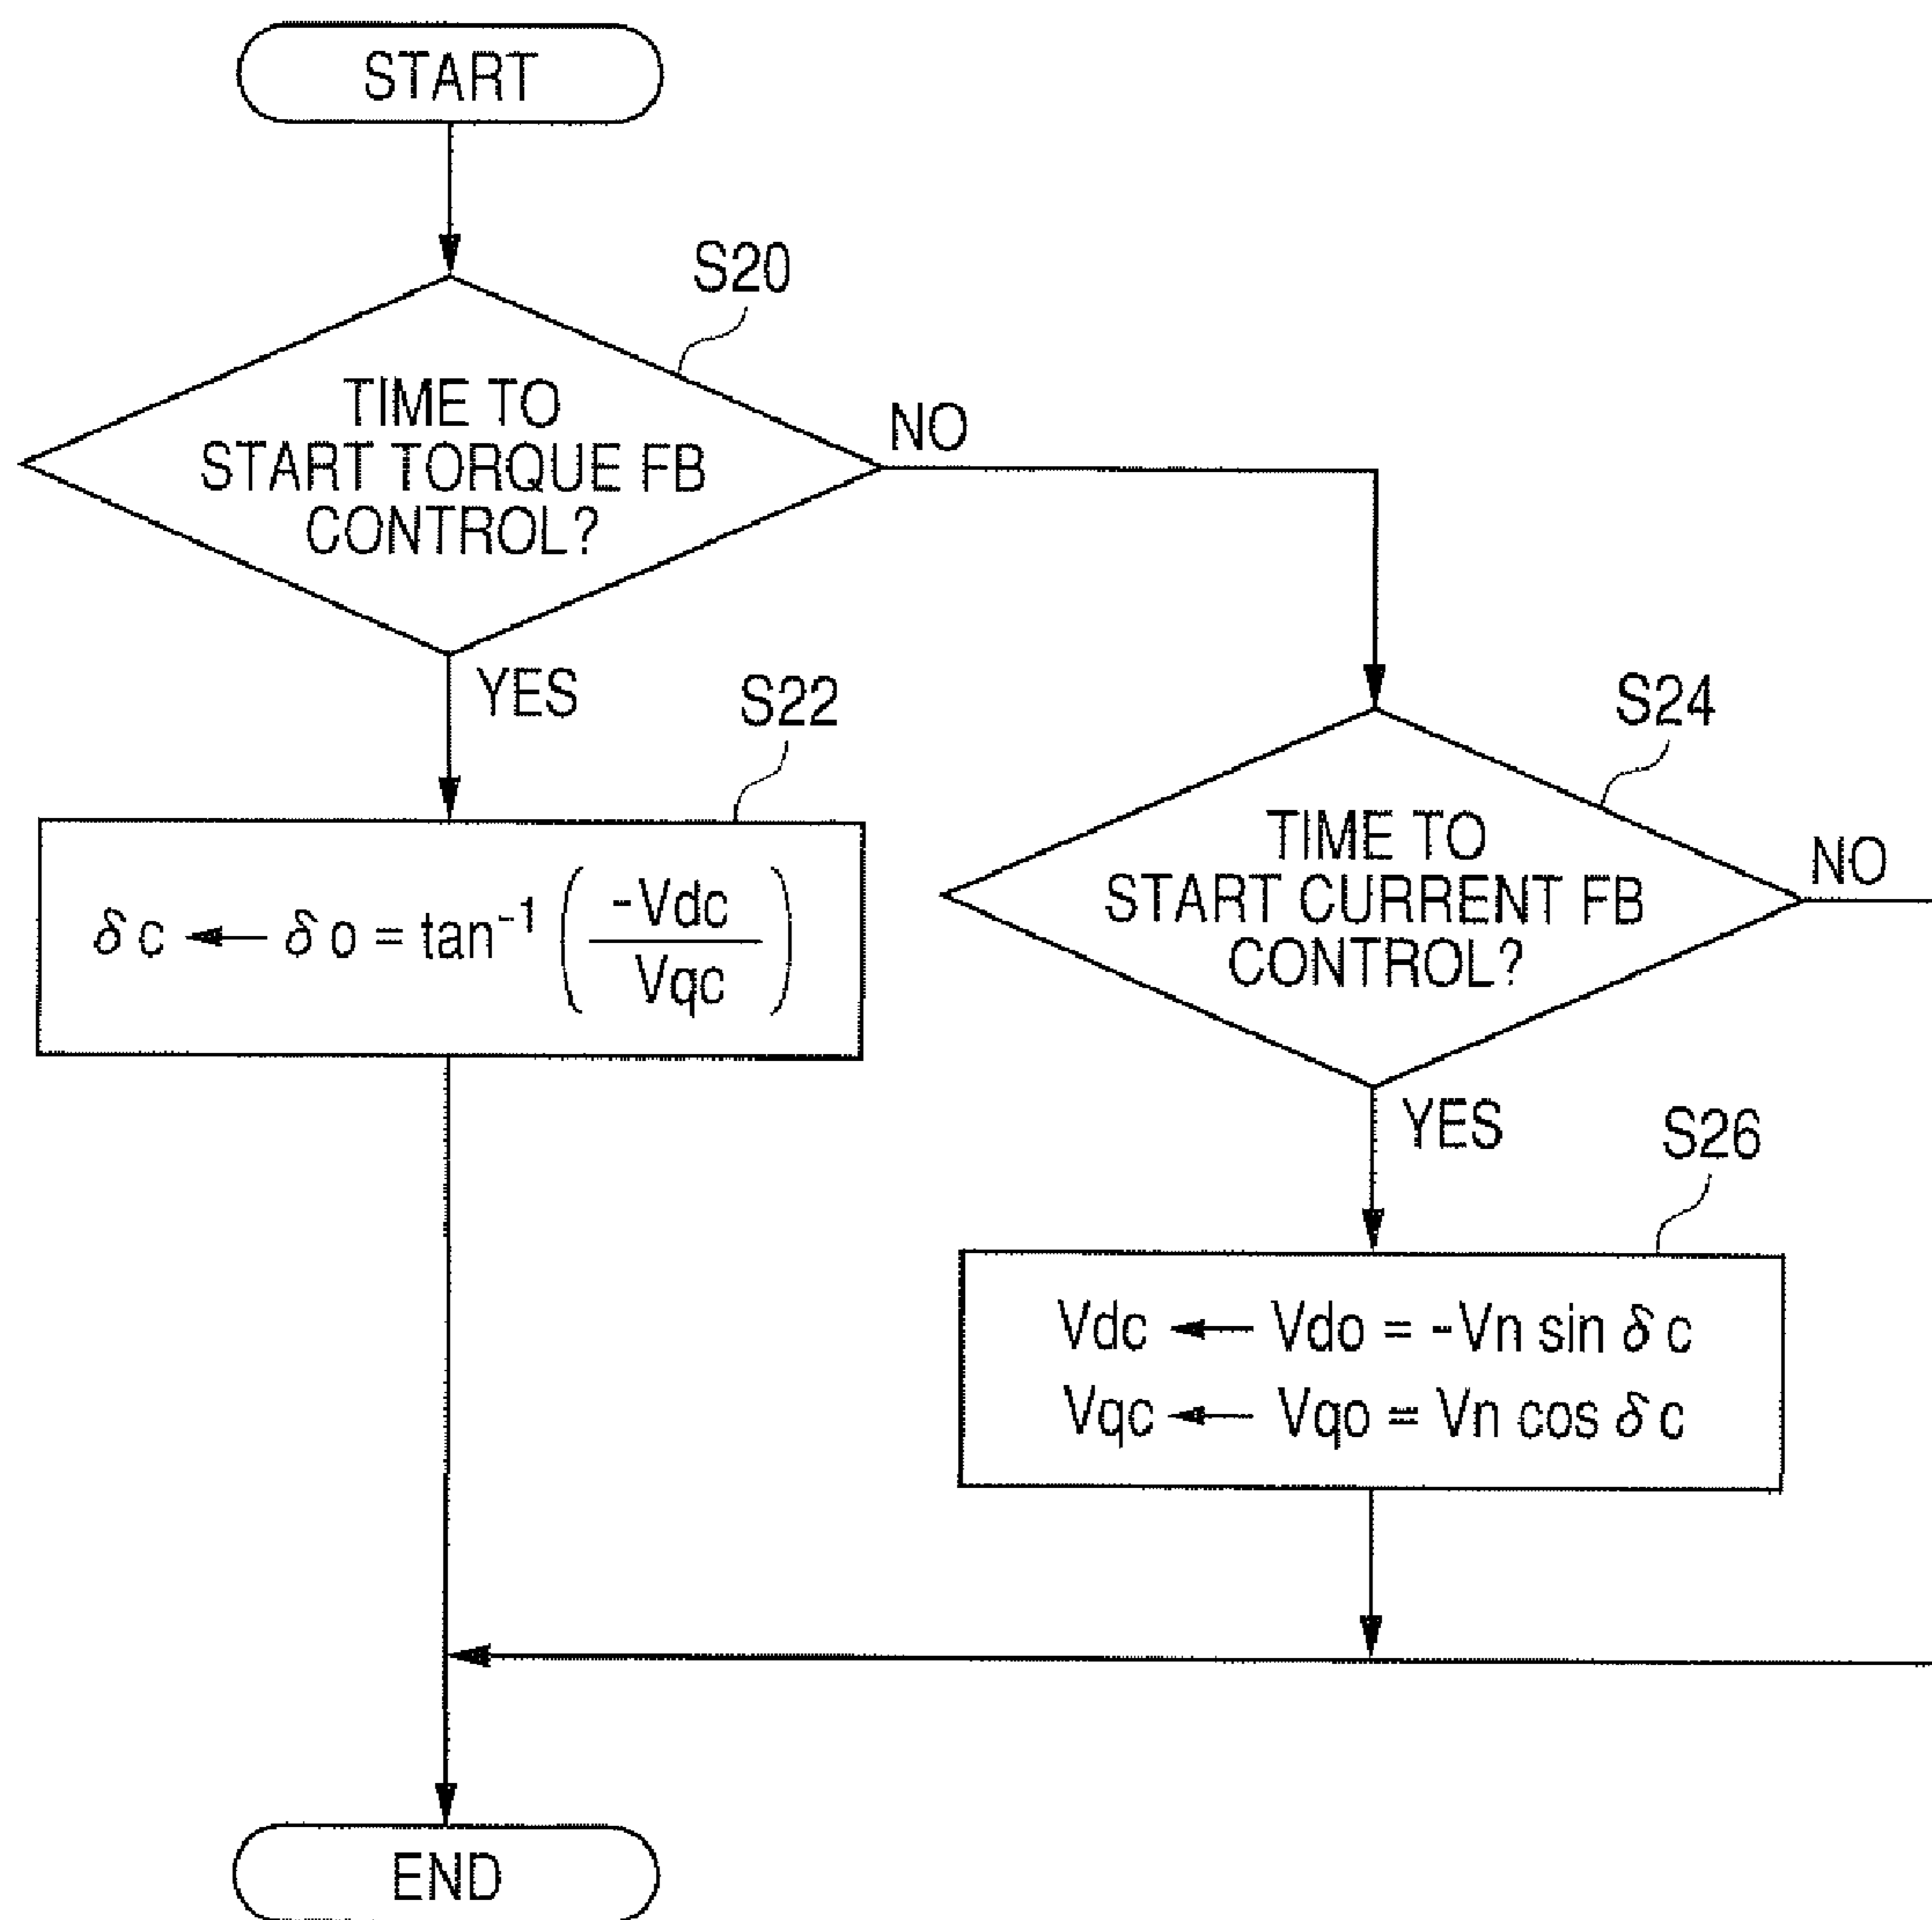 START
S20
TIME TO
START TORQUE FB
CONTROL?
NO
YES
S22
δc ← δo = tan⁻¹ (-Vdc / Vqc)
S24
TIME TO
START CURRENT FB
CONTROL?
NO
YES
S26
Vdc ← Vdo = -Vn sin δc
Vqc ← Vqo = Vn cos δc
END